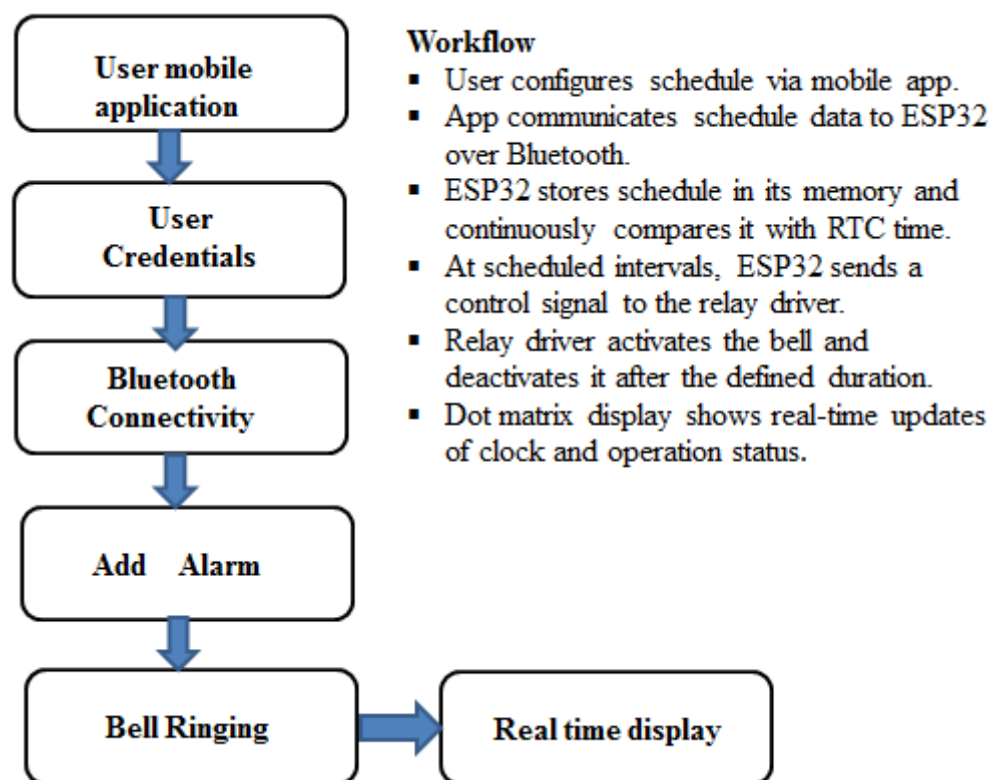 User mobile
application
User
Credentials
Bluetooth
Connectivity
Add Alarm
Bell Ringing
Real time display
Workflow
▪ User configures schedule via mobile app.
▪ App communicates schedule data to ESP32
over Bluetooth.
▪ ESP32 stores schedule in its memory and
continuously compares it with RTC time.
▪ At scheduled intervals, ESP32 sends a
control signal to the relay driver.
▪ Relay driver activates the bell and
deactivates it after the defined duration.
▪ Dot matrix display shows real-time updates
of clock and operation status.